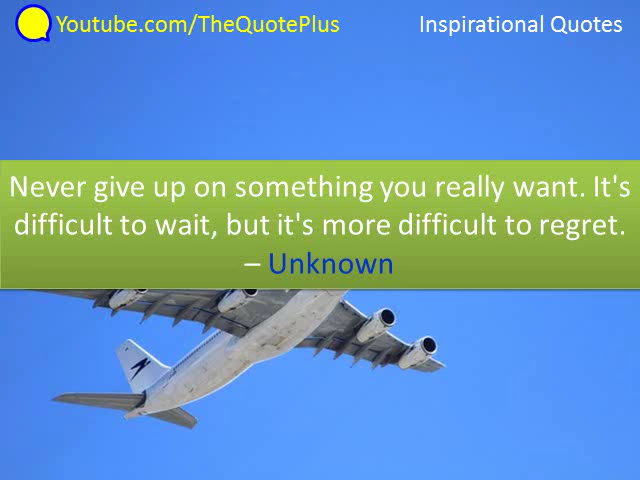 Youtube.com/TheQuotePlus
Inspirational Quotes
Never give up on something you really want. It's
difficult to wait, but it's more difficult to regret.
– Unknown